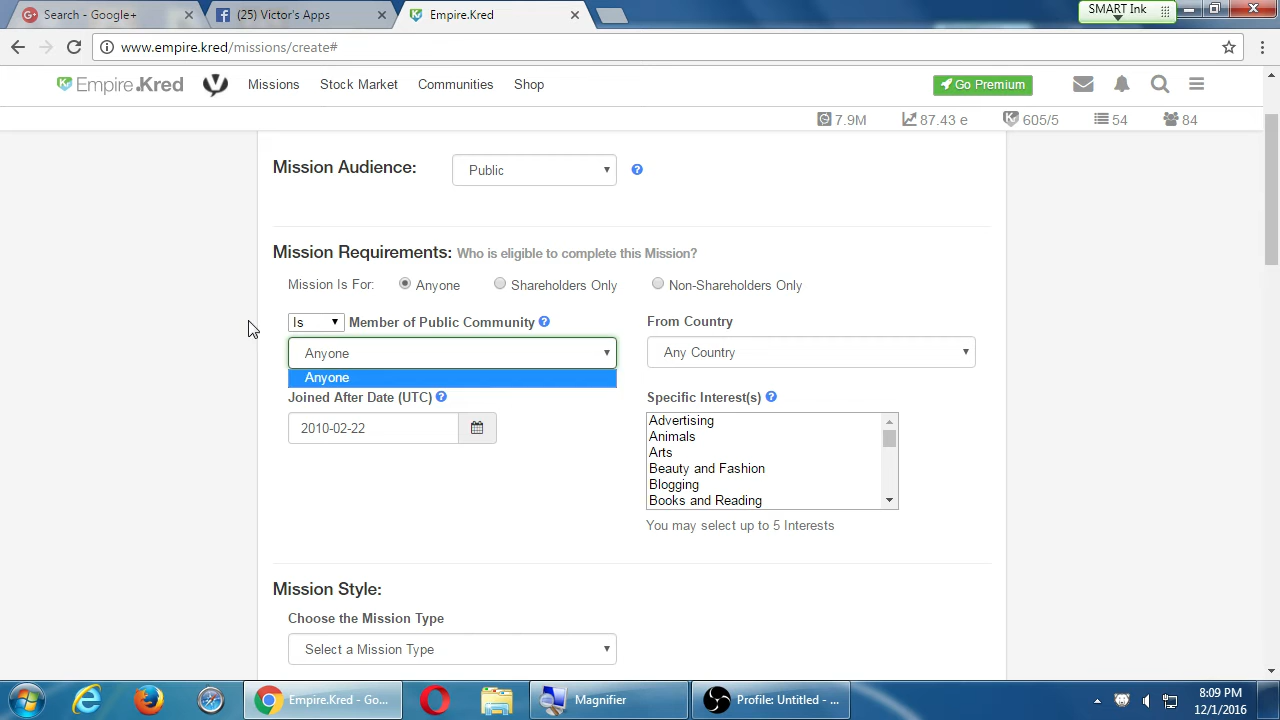 Search - Google+
(25) Victor's Apps
Empire.Kred
SMART Ink
www.empire.kred/missions/create#
Empire.Kred
Missions
Stock Market
Communities
Shop
Go Premium
7.9M
87.43 e
605/5
54
84
Mission Audience:
Public
Mission Requirements: Who is eligible to complete this Mission?
Mission Is For:
Anyone
Shareholders Only
Non-Shareholders Only
Is
Member of Public Community
From Country
Anyone
Any Country
Anyone
Joined After Date (UTC)
Specific Interest(s)
2010-02-22
Advertising
Animals
Arts
Beauty and Fashion
Blogging
Books and Reading
You may select up to 5 Interests
Mission Style:
Choose the Mission Type
Select a Mission Type
Empire.Kred - Go...
Magnifier
Profile: Untitled - ...
8:09 PM
12/1/2016